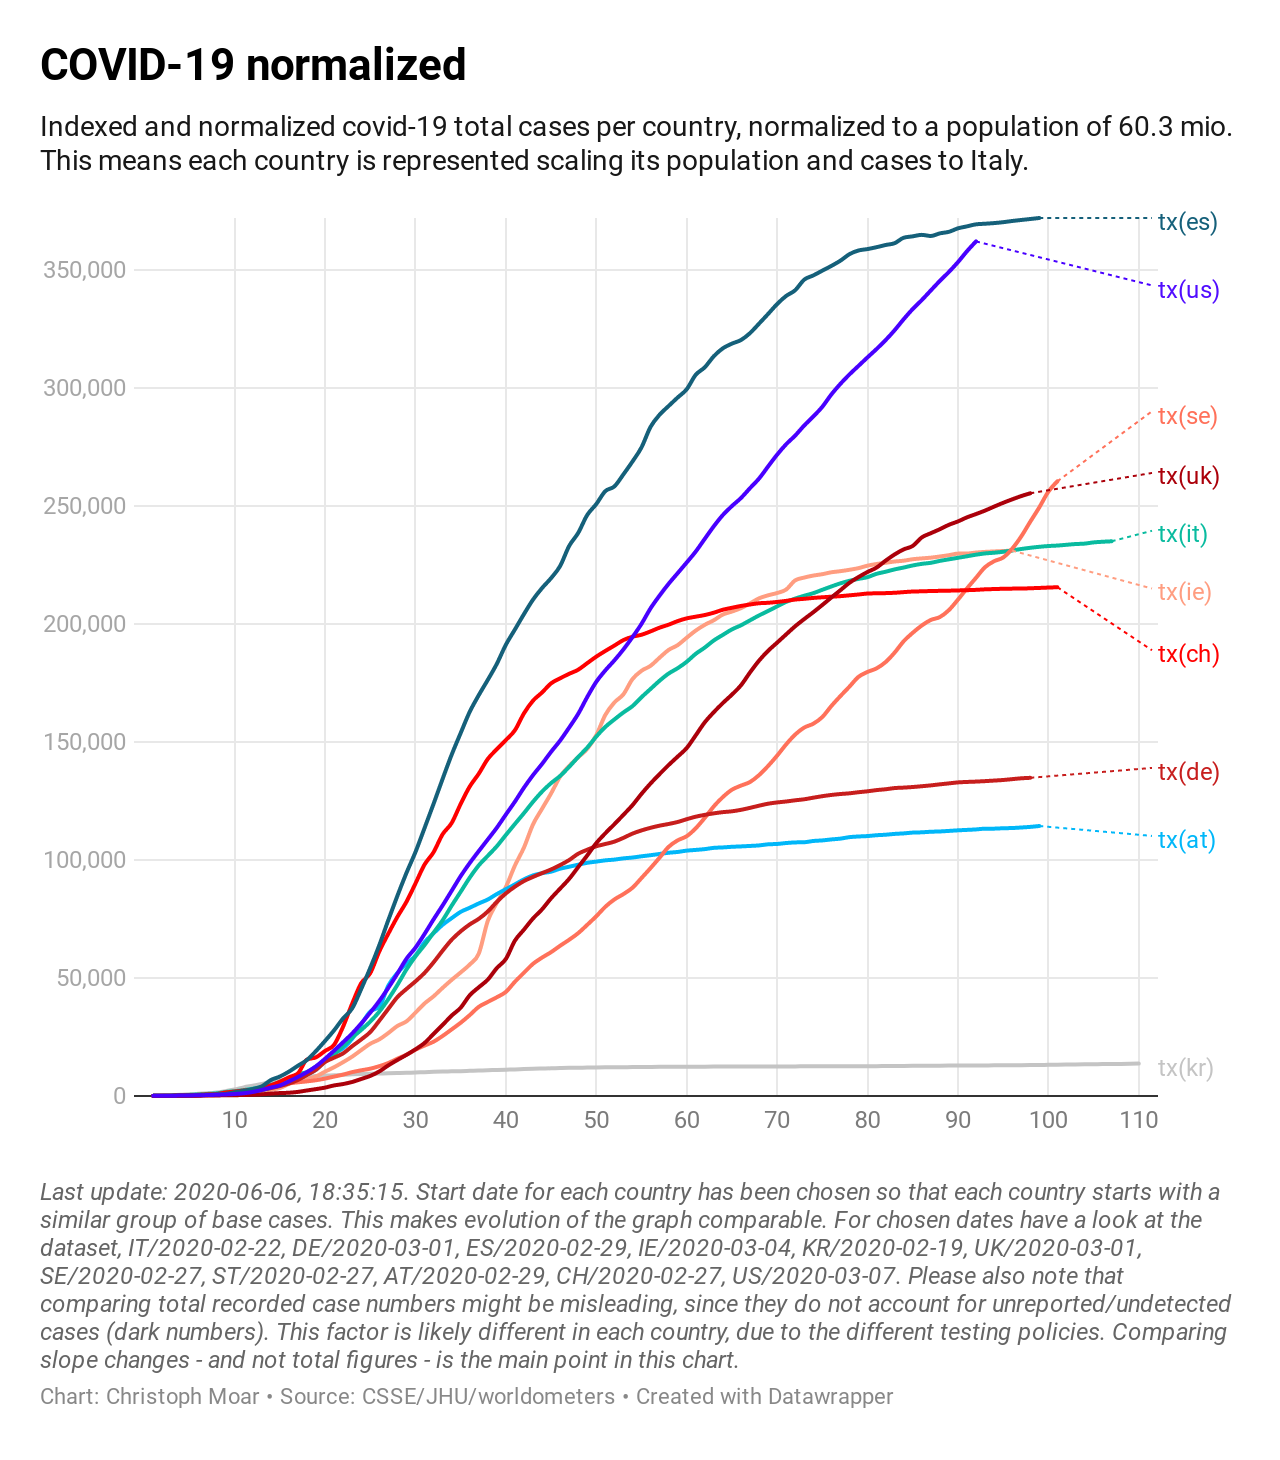 COVID-19 normalized
Indexed and normalized covid-19 total cases per country, normalized to a population of 60.3 mio.
This means each country is represented scaling its population and cases to Italy.
tx(es)
350,000
tx(us)
300,000
tx(se)
tx(uk)
250,000
tx(it)
tx(ie)
200,000
tx(ch)
150,000
tx(de)
tx(at)
100,000
50,000
tx(kr)
0
10 20 30 40 50 60 70 80 90 100 110
Last update: 2020-06-06, 18:35:15. Start date for each country has been chosen so that each country starts with a
similar group of base cases. This makes evolution of the graph comparable. For chosen dates have a look at the
dataset, IT/2020-02-22, DE/2020-03-01, ES/2020-02-29, IE/2020-03-04, KR/2020-02-19, UK/2020-03-01,
SE/2020-02-27, ST/2020-02-27, AT/2020-02-29, CH/2020-02-27, US/2020-03-07. Please also note that
comparing total recorded case numbers might be misleading, since they do not account for unreported/undetected
cases (dark numbers). This factor is likely different in each country, due to the different testing policies. Comparing
slope changes - and not total figures - is the main point in this chart.
Chart: Christoph Moar • Source: CSSE/JHU/worldometers • Created with Datawrapper